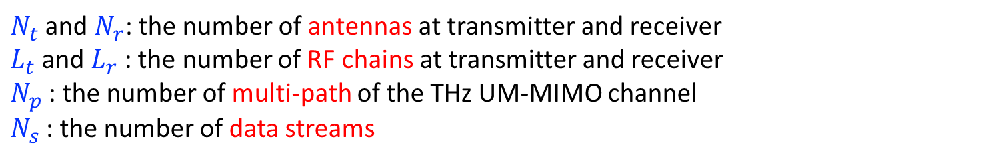 N_t and N_r: the number of antennas at transmitter and receiver
L_t and L_r : the number of RF chains at transmitter and receiver
N_p : the number of multi-path of the THz UM-MIMO channel
N_s : the number of data streams